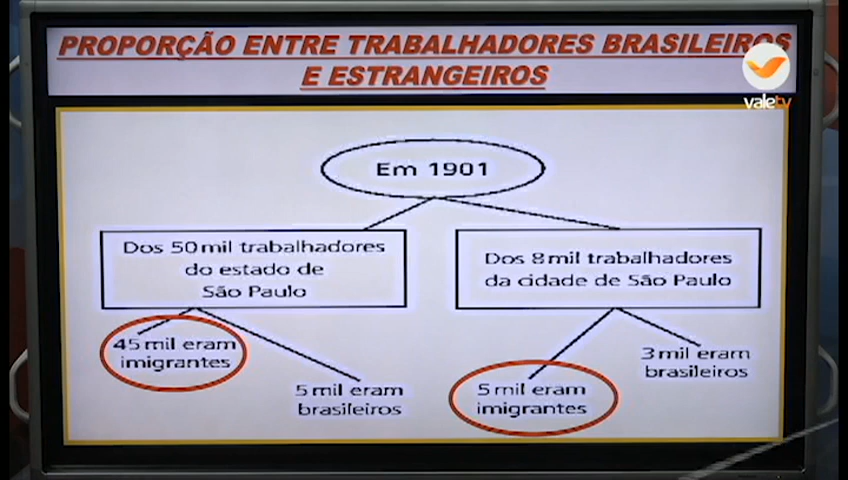 PROPORÇÃO ENTRE TRABALHADORES BRASILEIROS
E ESTRANGEIROS
valetv
Em 1901
Dos 50 mil trabalhadores
do estado de
São Paulo
Dos 8 mil trabalhadores
da cidade de São Paulo
45 mil eram
imigrantes
5 mil eram
brasileiros
5 mil eram
imigrantes
3 mil eram
brasileiros